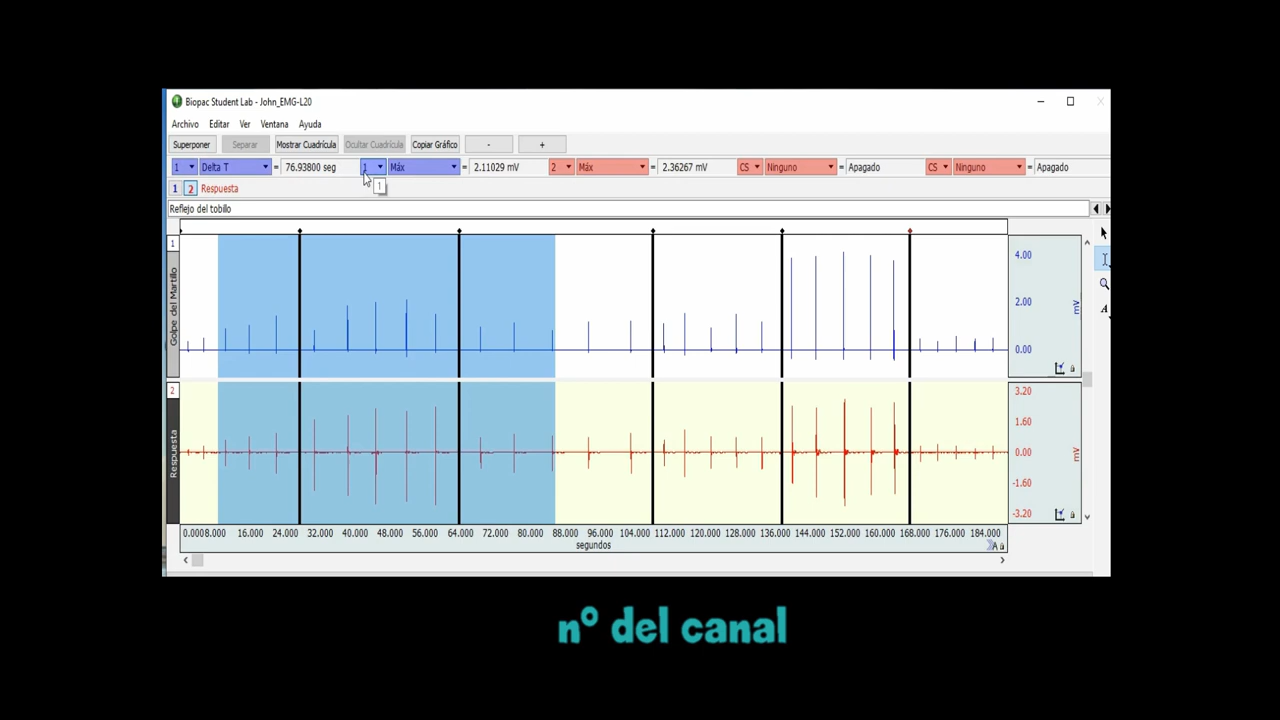 Biopac Student Lab - John_EMG-L20
Archivo Editar Ver Ventana Ayuda
Superponer Separar Mostrar Cuadrícula Ocultar Cuadrícula Copiar Gráfico - +
1 Delta T = 76.93800 seg 1 Máx = 2.11029 mV 2 Máx = 2.36267 mV CS Ninguno = Apagado CS Ninguno = Apagado
1
1 2 Respuesta
Reflejo del tobillo
1
Golpe del Martillo
4.00
2.00
0.00
mV
2
Respuesta
3.20
1.60
0.00
-1.60
-3.20
mV
0.0008.000 16.000 24.000 32.000 40.000 48.000 56.000 64.000 72.000 80.000 88.000 96.000 104.000 112.000 120.000 128.000 136.000 144.000 152.000 160.000 168.000 176.000 184.000
segundos
A
nº del canal